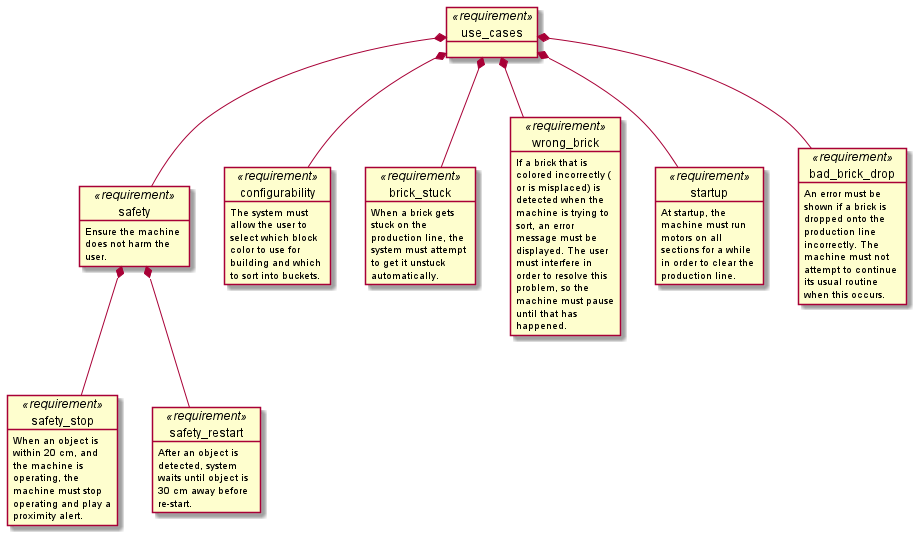 «requirement»
use_cases
«requirement»
safety
Ensure the machine
does not harm the
user.
«requirement»
configurability
The system must
allow the user to
select which block
color to use for
building and which
to sort into buckets.
«requirement»
brick_stuck
When a brick gets
stuck on the
production line, the
system must attempt
to get it unstuck
automatically.
«requirement»
wrong_brick
If a brick that is
colored incorrectly (
or is misplaced) is
detected when the
machine is trying to
sort, an error
message must be
displayed. The user
must intefere in
order to resolve this
problem, so the
machine must pause
until that has
happened.
«requirement»
startup
At startup, the
machine must run
motors on all
sections for a while
in order to clear the
production line.
«requirement»
bad_brick_drop
An error must be
shown if a brick is
dropped onto the
production line
incorrectly. The
machine must not
attempt to continue
its usual routine
when this occurs.
«requirement»
safety_stop
When an object is
within 20 cm, and
the machine is
operating, the
machine must stop
operating and play a
proximity alert.
«requirement»
safety_restart
After an object is
detected, system
waits until object is
30 cm away before
re-start.